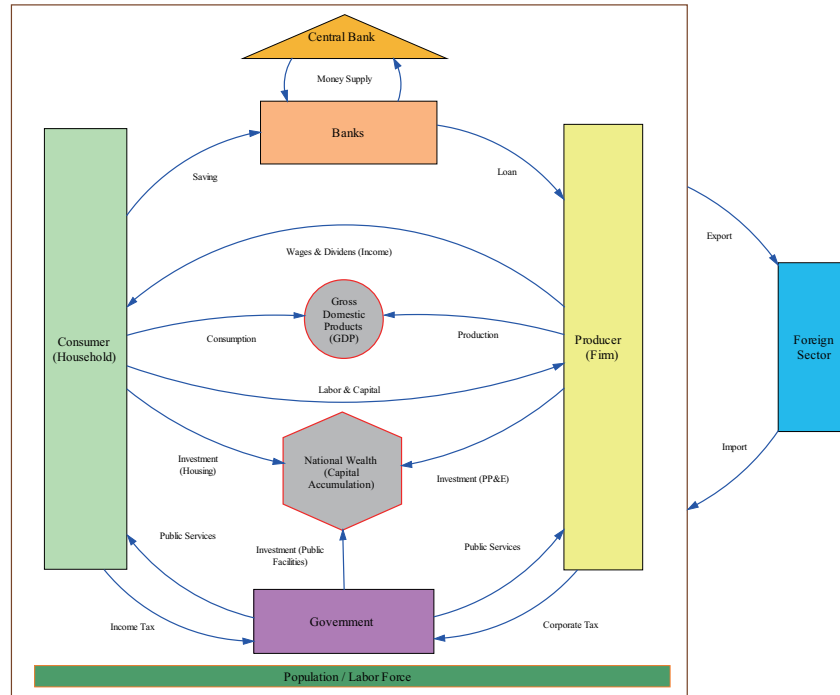 Central Bank
Money Supply
Banks
Saving
Loan
Wages & Dividens (Income)
Export
Gross
Domestic
Products
(GDP)
Consumption
Production
Consumer
(Household)
Producer
(Firm)
Foreign
Sector
Labor & Capital
Import
National Wealth
(Capital
Accumulation)
Investment
(Housing)
Investment (PP&E)
Public Services
Investment (Public
Facilities)
Public Services
Government
Income Tax
Corporate Tax
Population / Labor Force